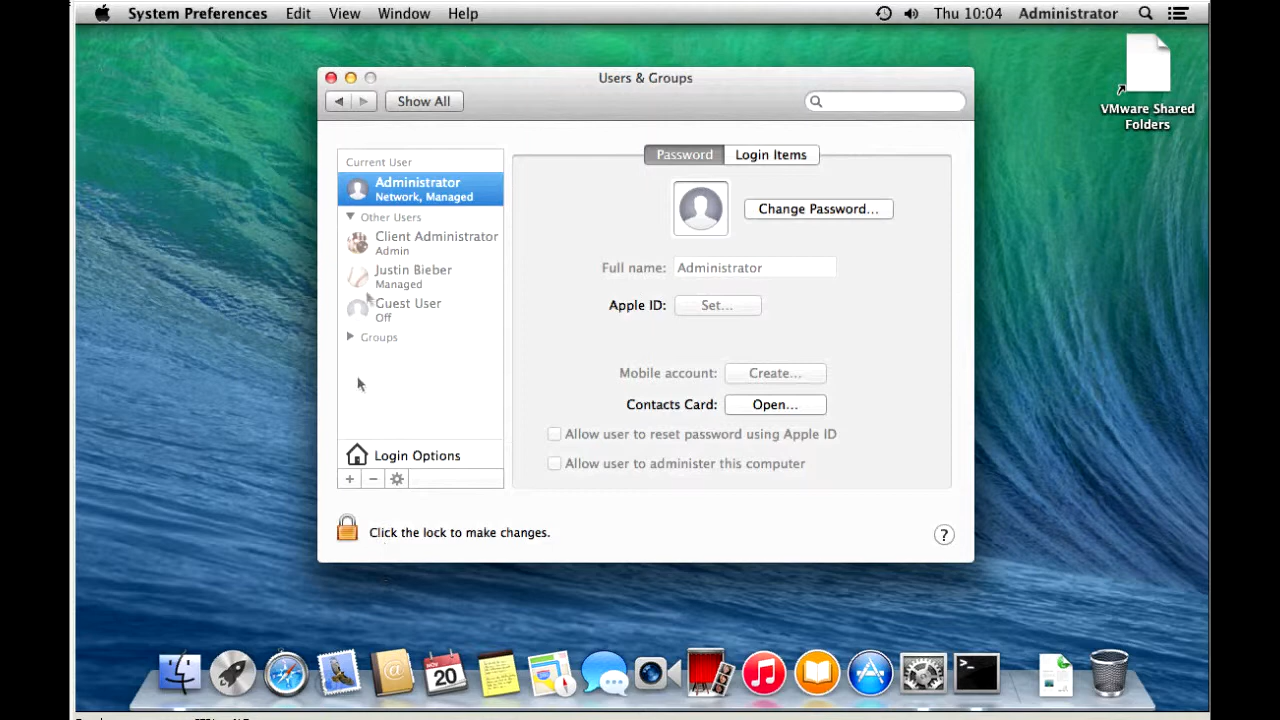 System Preferences Edit View Window Help Thu 10:04 Administrator
VMware Shared
Folders
Users & Groups
Show All
Current User
Administrator
Network, Managed
Other Users
Client Administrator
Admin
Justin Bieber
Managed
Guest User
Off
Groups
Login Options
+ −
Password Login Items
Change Password...
Full name: Administrator
Apple ID: Set...
Mobile account: Create...
Contacts Card: Open...
Allow user to reset password using Apple ID
Allow user to administer this computer
Click the lock to make changes.
?
20
>_